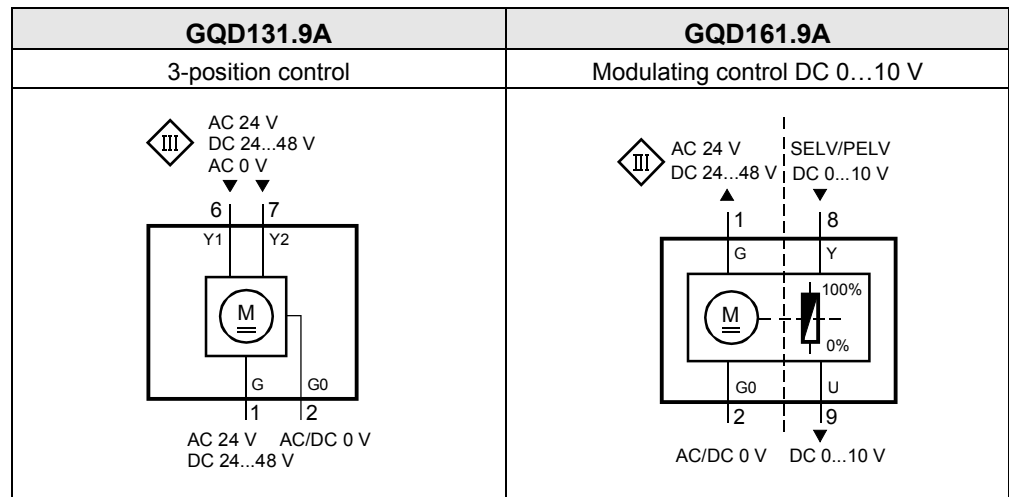 GQD131.9A
GQD161.9A
3-position control
Modulating control DC 0…10 V
III
AC 24 V
DC 24...48 V
AC 0 V
6
7
Y1
Y2
M
G
G0
1
2
AC 24 V
AC/DC 0 V
DC 24...48 V
III
AC 24 V
DC 24...48 V
SELV/PELV
DC 0...10 V
1
8
G
Y
100%
M
0%
G0
U
2
9
AC/DC 0 V
DC 0...10 V